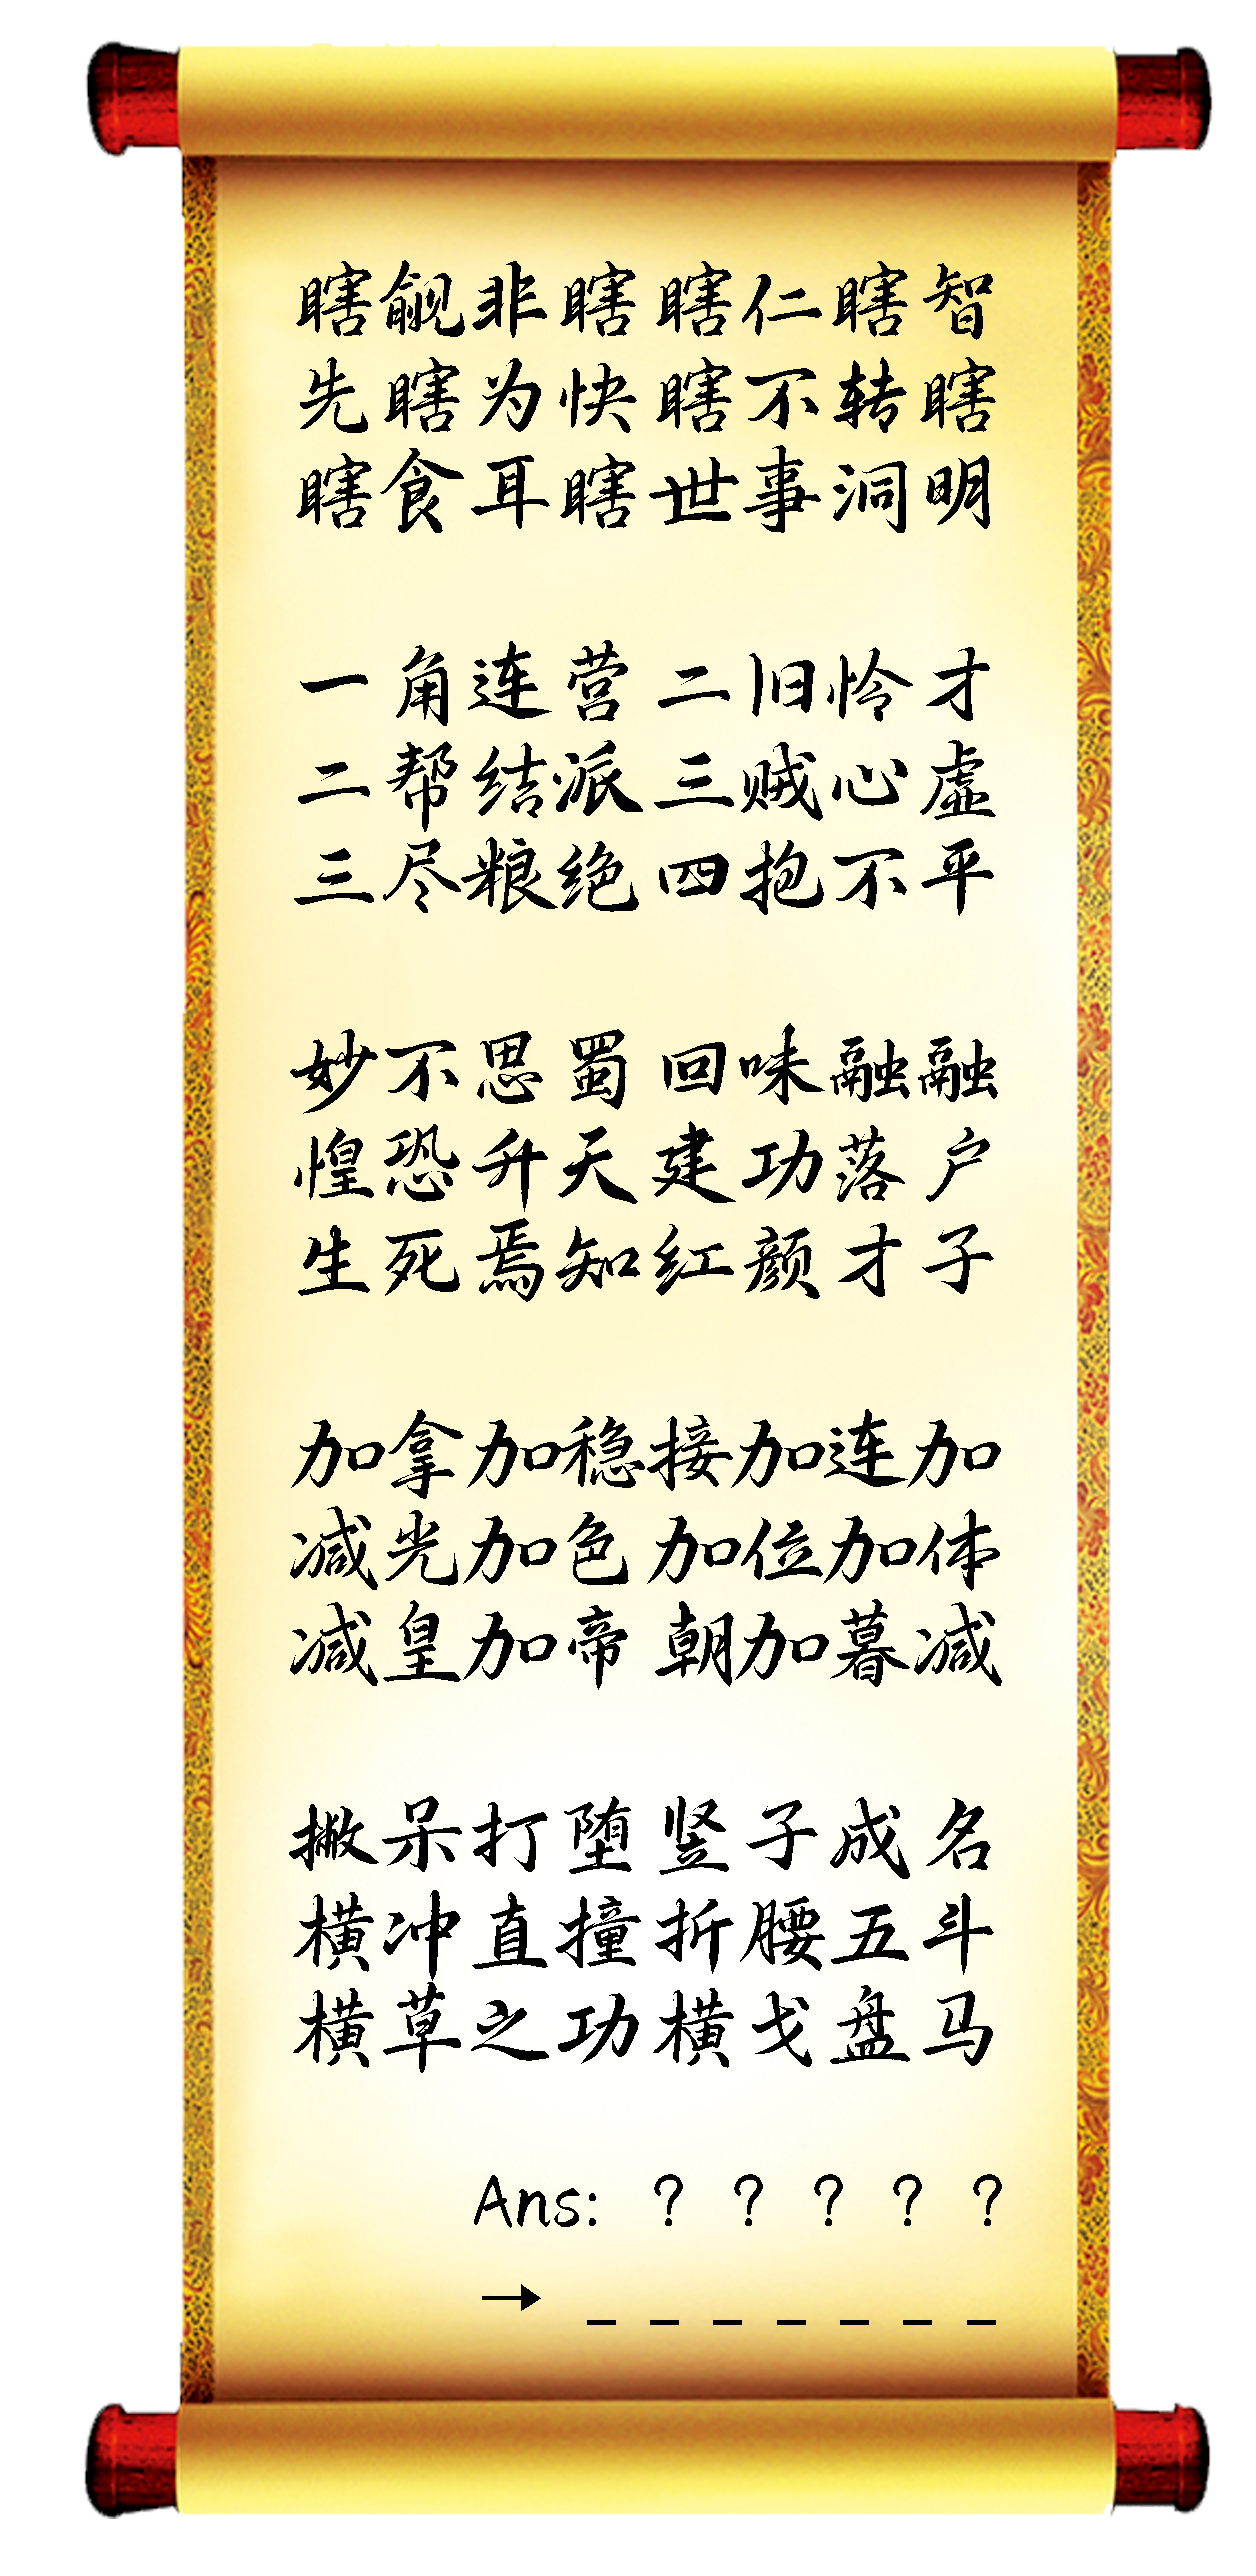 瞎觎非瞎 瞎仁瞎智
先瞎为快 瞎不转瞎
瞎食耳瞎 世事洞明
一角连营 二旧怜才
二帮结派 三贼心虚
三尽粮绝 四抱不平
妙不思蜀 回味融融
惶恐升天 建功落户
生死焉知 红颜才子
加拿加稳 接加连加
减光加色 加位加体
减皇加帝 朝加暮减
撇呆打堕 竖子成名
横冲直撞 折腰五斗
横草之功 横戈盘马
Ans: ? ? ? ? ?
→ _ _ _ _ _ _ _